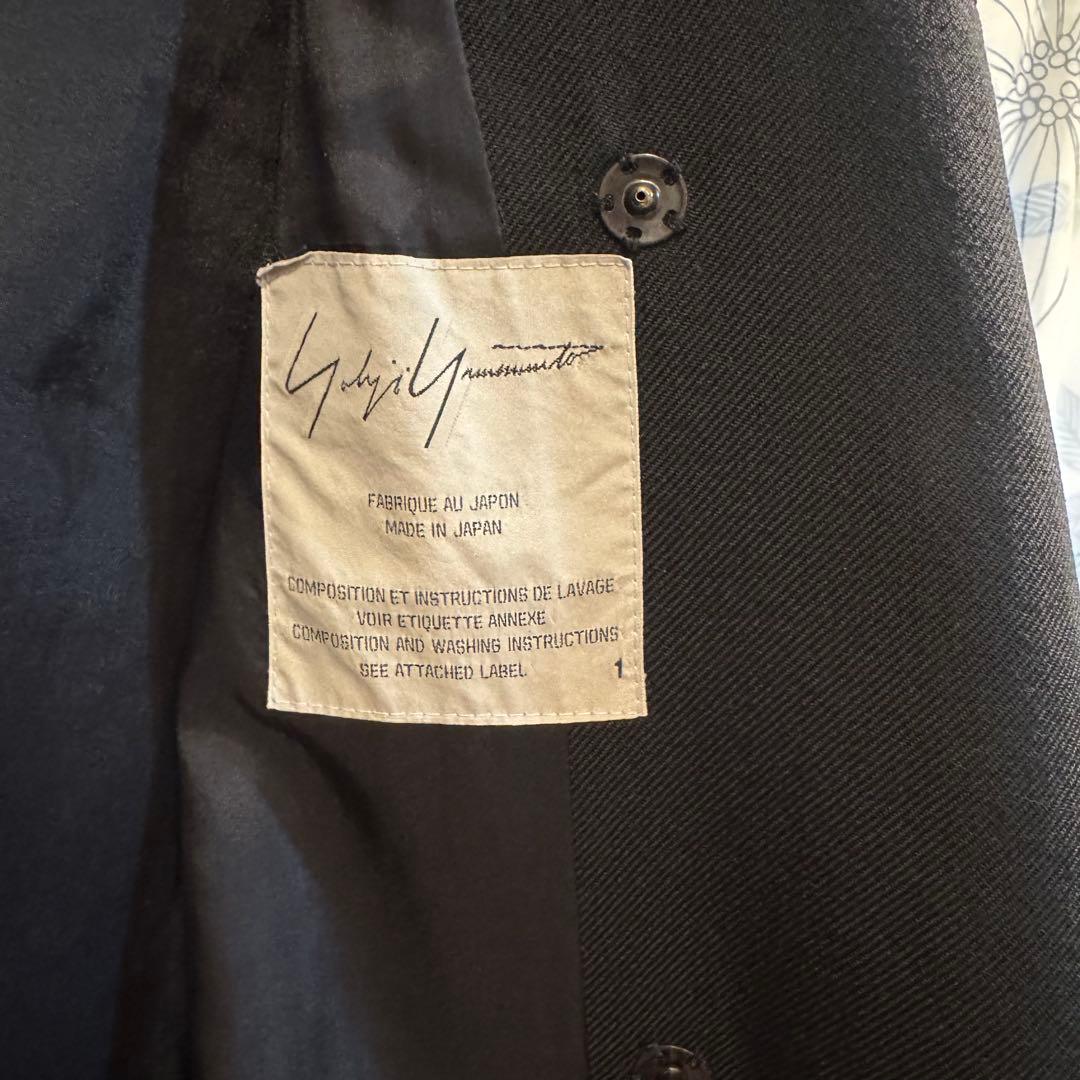 Yohji Yamamoto
FABRIQUE AU JAPON
MADE IN JAPAN
COMPOSITION ET INSTRUCTIONS DE LAVAGE
VOIR ETIQUETTE ANNEXE
COMPOSITION AND WASHING INSTRUCTIONS
SEE ATTACHED LABEL 1